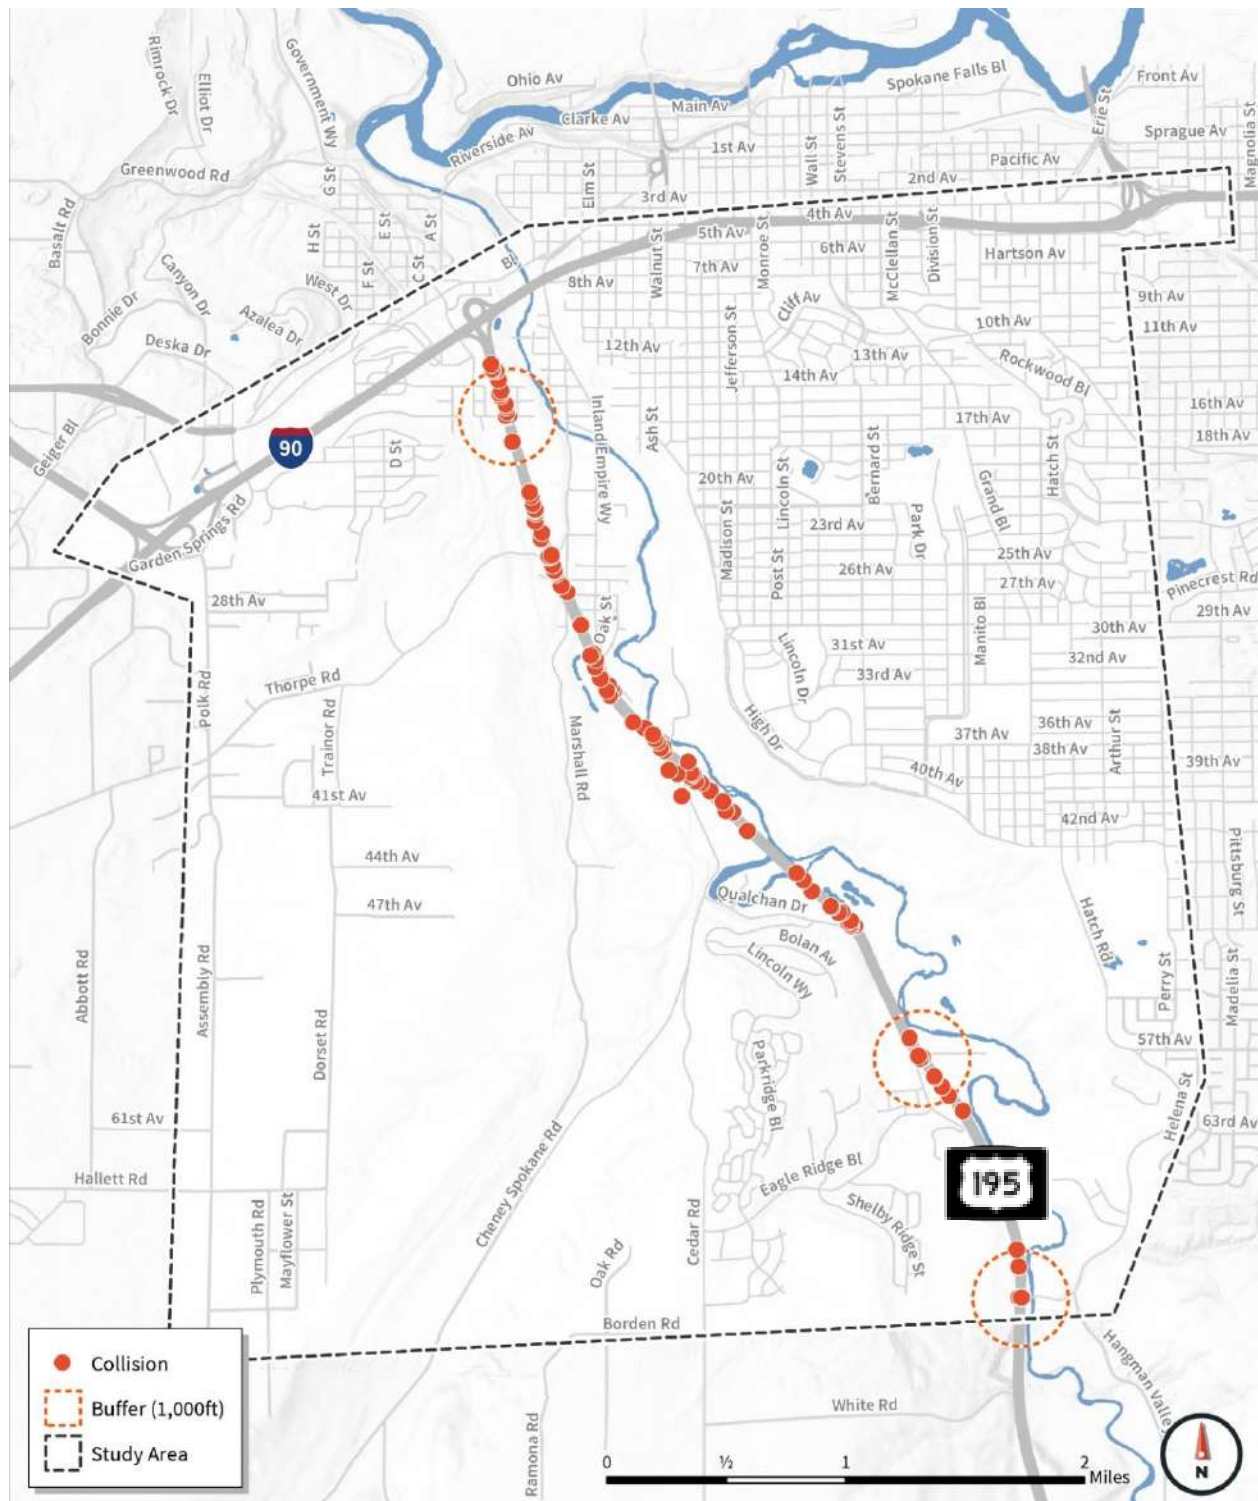 Rimrock Dr
Elliot Dr
Government Wy
Ohio Av
Spokane Falls Bl
Front Av
Main Av
Clarke Av
Erie St
Sprague Av
Magnolia St
Riverside Av
1st Av
Wall St
Stevens St
Pacific Av
Greenwood Rd
G St
Elm St
3rd Av
2nd Av
4th Av
Basalt Rd
H St
E St
A St
5th Av
6th Av
McClellan St
Division St
Hartson Av
Walnut St
Monroe St
Bl
F St
C St
8th Av
7th Av
Canyon Dr
West Dr
Cliff Av
9th Av
Bonnie Dr
Azalea Dr
10th Av
11th Av
Deska Dr
12th Av
Jefferson St
13th Av
Rockwood Bl
14th Av
16th Av
Inland Empire Wy
Ash St
17th Av
18th Av
Geiger Bl
90
D St
Bernard St
Hatch St
20th Av
Lincoln St
Grand Bl
Garden Springs Rd
Madison St
23rd Av
Park Dr
25th Av
Post St
26th Av
27th Av
Pinecrest Rd
28th Av
Oak St
29th Av
Manito Bl
30th Av
31st Av
Lincoln Dr
32nd Av
33rd Av
Thorpe Rd
Polk Rd
Trainor Rd
High Dr
37th Av
36th Av
Arthur St
38th Av
Marshall Rd
40th Av
39th Av
41st Av
42nd Av
Pittsburg St
44th Av
47th Av
Qualchan Dr
Bolan Av
Hatch Rd
Lincoln Wy
Abbott Rd
Assembly Rd
Perry St
Madelia St
Dorset Rd
57th Av
Parkridge Bl
61st Av
Helena St
63rd Av
Hallett Rd
Cheney Spokane Rd
Eagle Ridge Bl
195
Plymouth Rd
Mayflower St
Shelby Ridge St
Oak Rd
Cedar Rd
Borden Rd
Hangman Valle
White Rd
Ramona Rd
Collision
Buffer (1,000ft)
Study Area
0 ½ 1 2
Miles
N